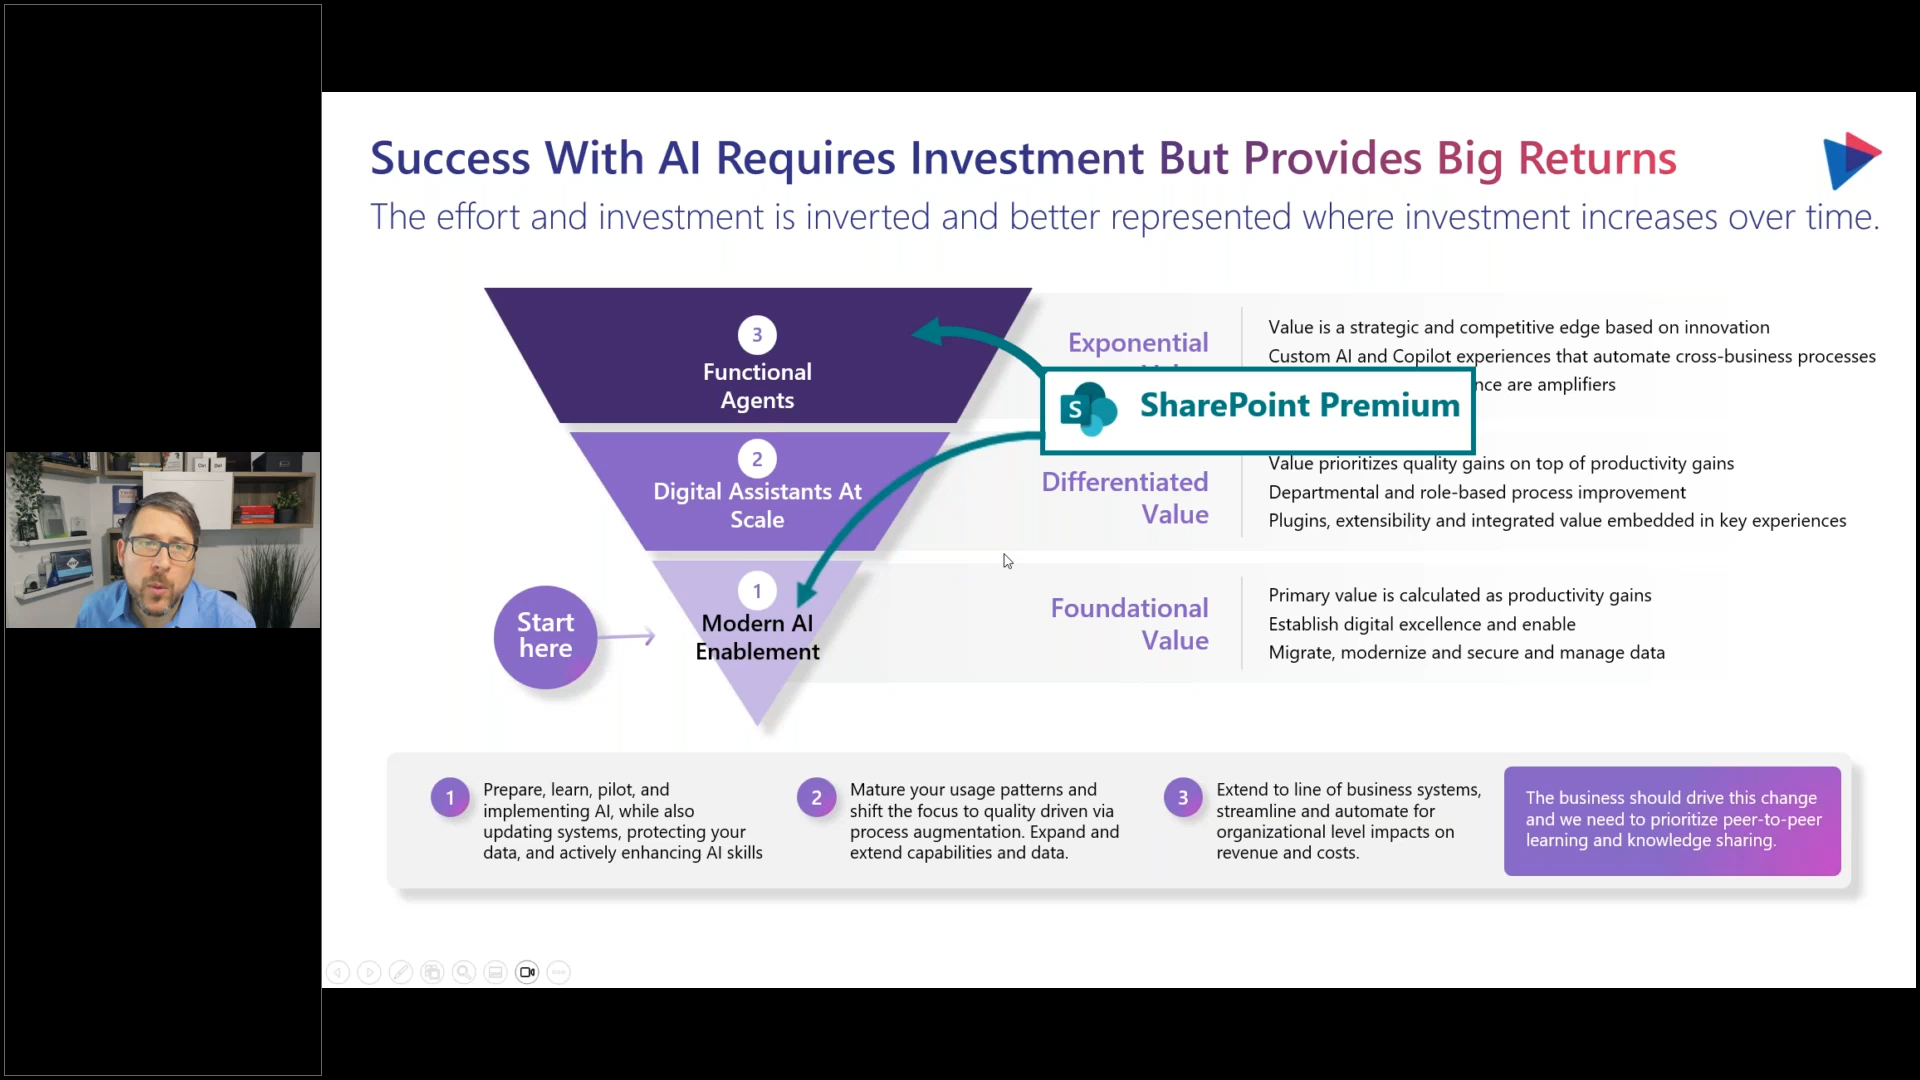 Success With AI Requires Investment But Provides Big Returns
The effort and investment is inverted and better represented where investment increases over time.
3
Functional
Agents
Exponential
Value is a strategic and competitive edge based on innovation
Custom AI and Copilot experiences that automate cross-business processes
nce are amplifiers
S
SharePoint Premium
2
Digital Assistants At
Scale
Differentiated
Value
Value prioritizes quality gains on top of productivity gains
Departmental and role-based process improvement
Plugins, extensibility and integrated value embedded in key experiences
Start
here
1
Modern AI
Enablement
Foundational
Value
Primary value is calculated as productivity gains
Establish digital excellence and enable
Migrate, modernize and secure and manage data
1
Prepare, learn, pilot, and
implementing AI, while also
updating systems, protecting your
data, and actively enhancing AI skills
2
Mature your usage patterns and
shift the focus to quality driven via
process augmentation. Expand and
extend capabilities and data.
3
Extend to line of business systems,
streamline and automate for
organizational level impacts on
revenue and costs.
The business should drive this change
and we need to prioritize peer-to-peer
learning and knowledge sharing.